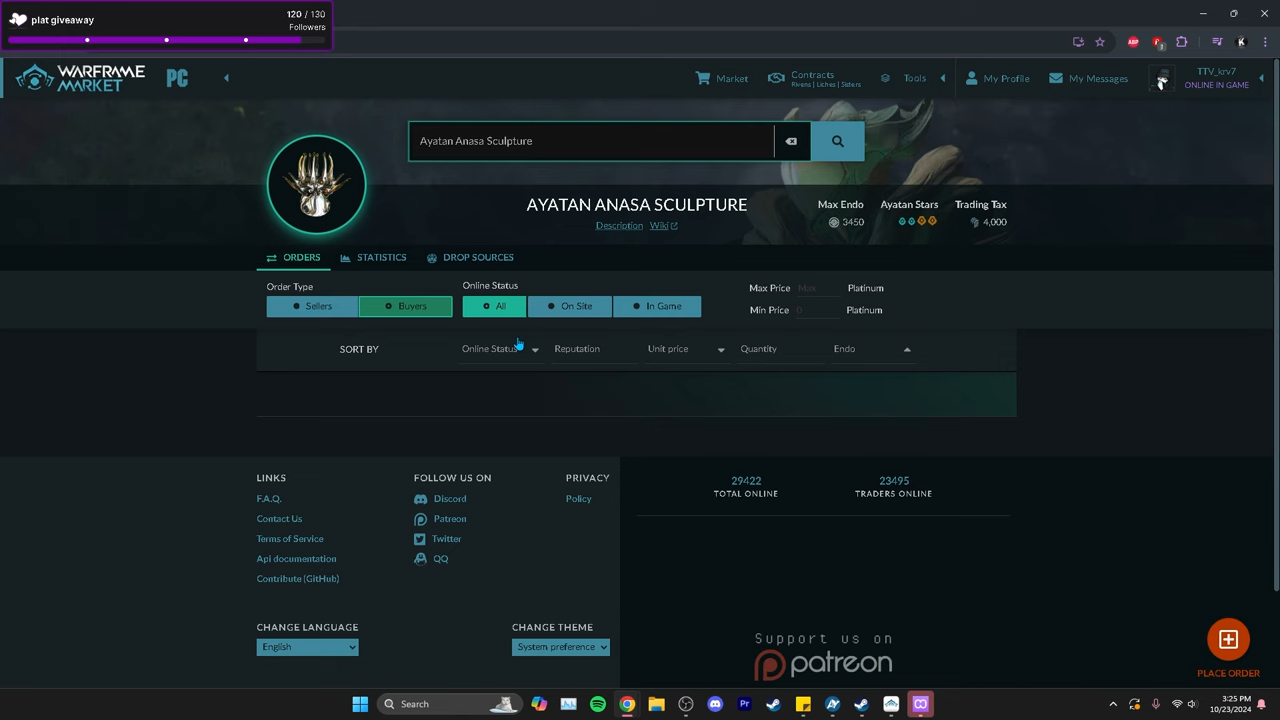 plat giveaway 120 / 130
Followers
WARFRAME MARKET PC
Market
Contracts
Rivens | Liches | Sisters
Tools
My Profile
My Messages
TTV_krv7
ONLINE IN GAME
Ayatan Anasa Sculpture
AYATAN ANASA SCULPTURE
Description Wiki
Max Endo Ayatan Stars Trading Tax
3450 4,000
ORDERS STATISTICS DROP SOURCES
Order Type
Sellers Buyers
Online Status
All On Site In Game
Max Price Max Platinum
Min Price 0 Platinum
SORT BY Online Status Reputation Unit price Quantity Endo
LINKS
F.A.Q.
Contact Us
Terms of Service
Api documentation
Contribute (GitHub)
FOLLOW US ON
Discord
Patreon
Twitter
QQ
PRIVACY
Policy
29422
TOTAL ONLINE
23495
TRADERS ONLINE
CHANGE LANGUAGE
English
CHANGE THEME
System preference
Support us on
patreon
PLACE ORDER
Search
3:25 PM
10/23/2024